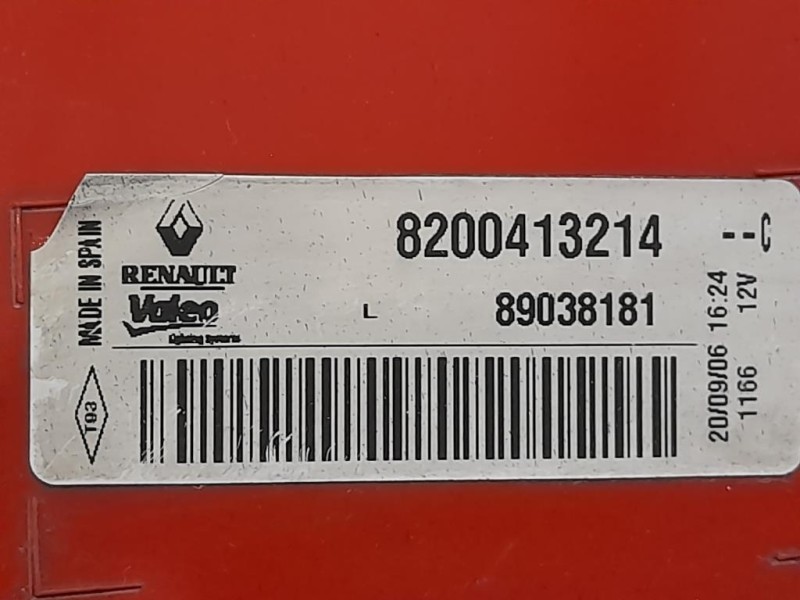 MADE IN SPAIN
RENAULT
8200413214 --C
Valeo L 89038181
Lighting Systems
T93
20/09/06 16:24
1166 12V